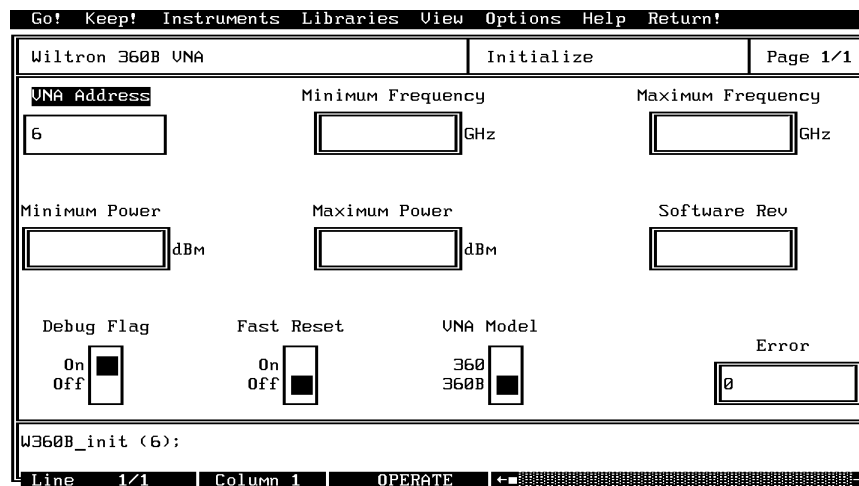 Go! Keep! Instruments Libraries View Options Help Return!
Wiltron 360B VNA Initialize Page 1/1
VNA Address Minimum Frequency Maximum Frequency
6 GHz GHz
Minimum Power Maximum Power Software Rev
dBm dBm
Debug Flag Fast Reset VNA Model
Error
On On 360
Off Off 360B 0
W360B_init (6);
Line 1/1 Column 1 OPERATE